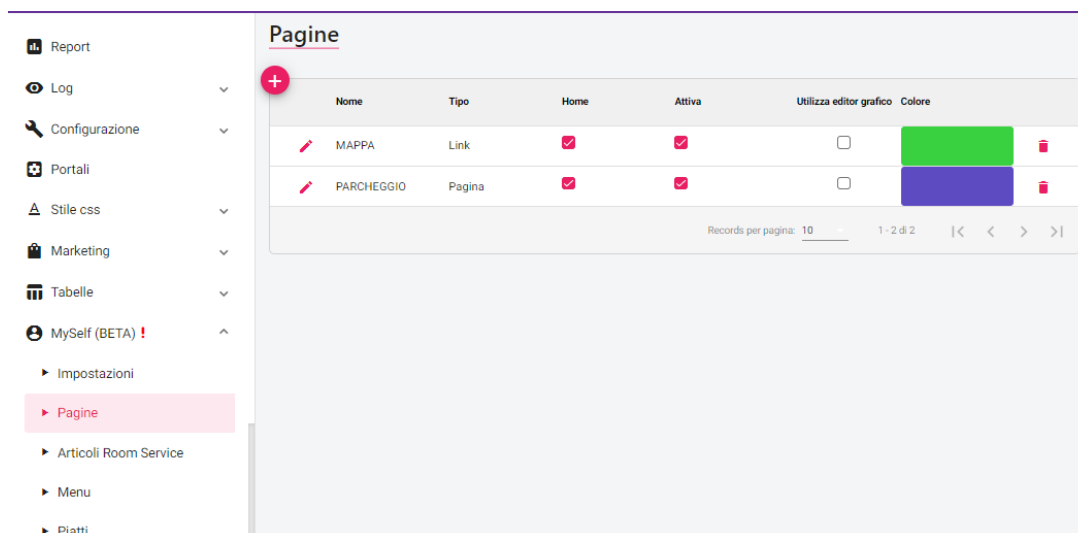 Report
Log
Configurazione
Portali
Stile css
Marketing
Tabelle
MySelf (BETA) !
Impostazioni
Pagine
Articoli Room Service
Menu
Piatti
Pagine
Nome Tipo Home Attiva Utilizza editor grafico Colore
MAPPA Link
PARCHEGGIO Pagina
Records per pagina: 10 1 - 2 di 2